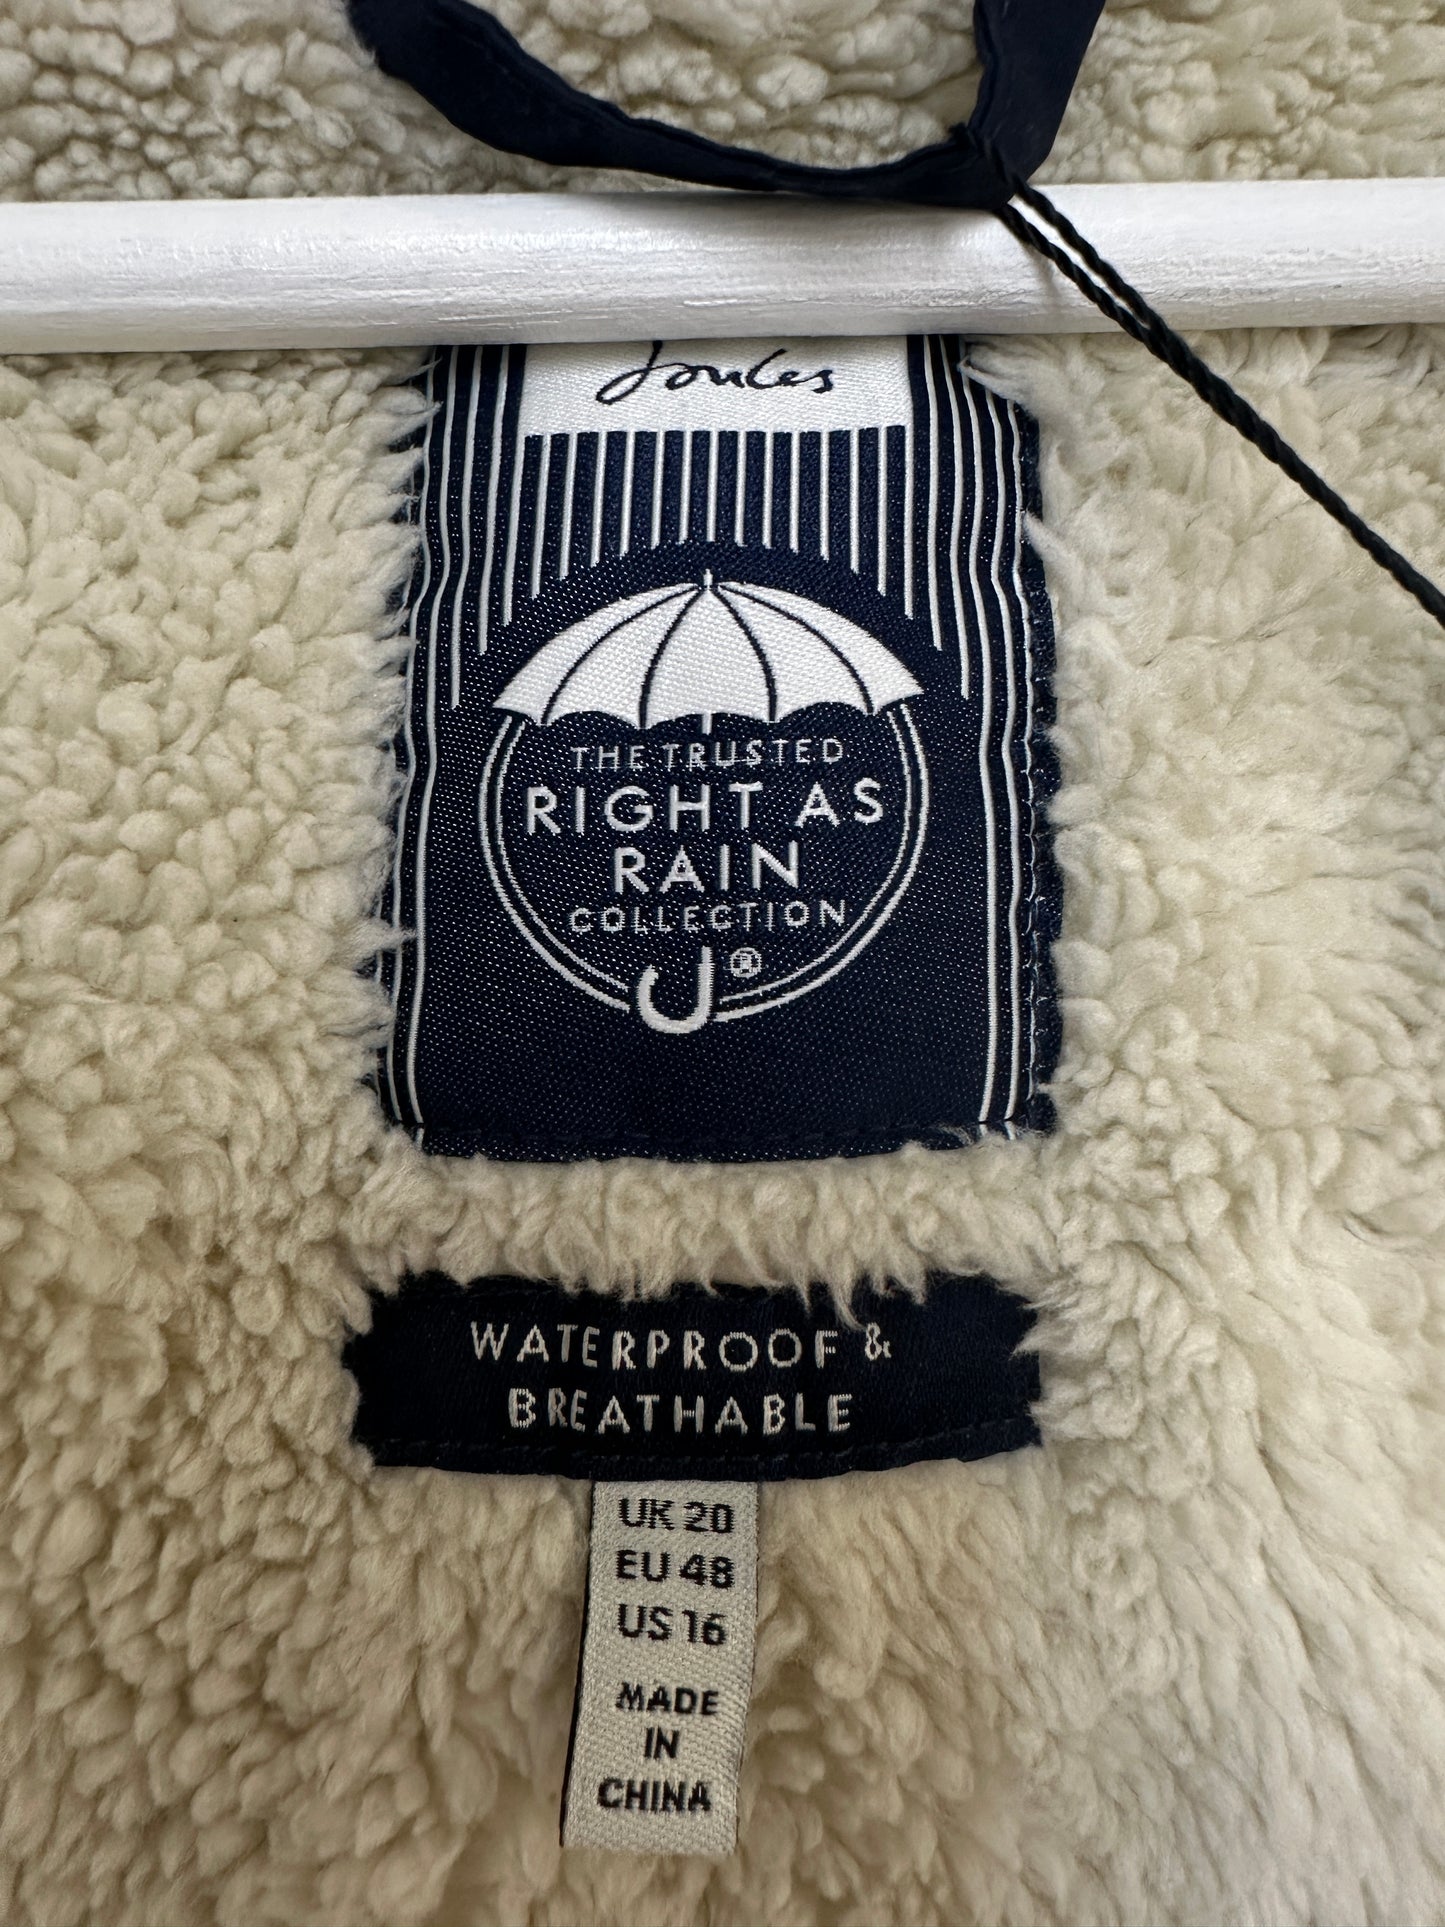 Joules
THE TRUSTED
RIGHT AS
RAIN
COLLECTION
®
WATERPROOF &
BREATHABLE
UK 20
EU 48
US 16
MADE
IN
CHINA